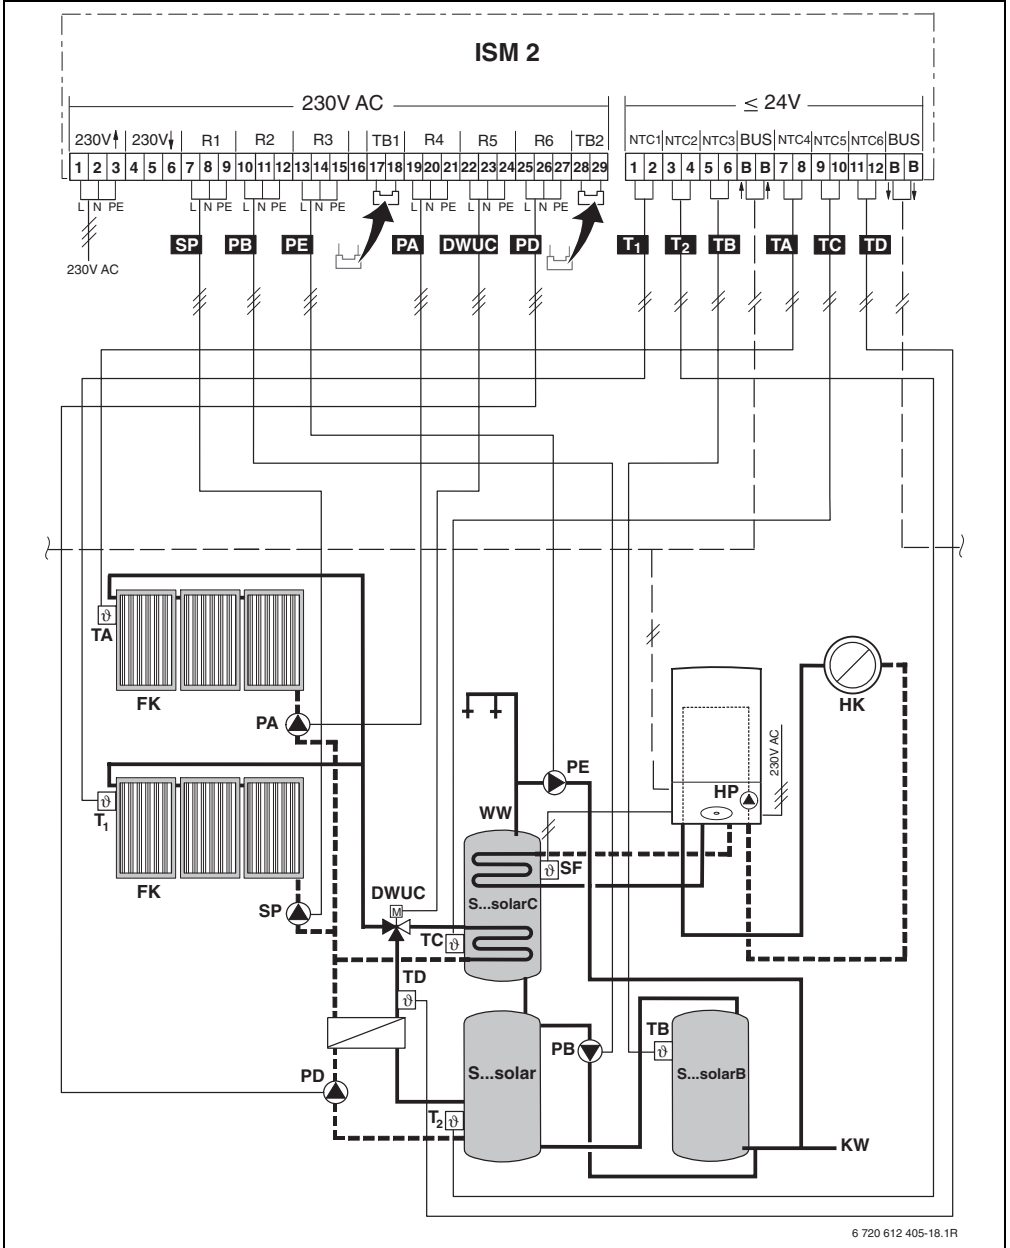 ISM 2
230V AC
≤ 24V
230V 230V R1 R2 R3 TB1 R4 R5 R6 TB2 NTC1 NTC2 NTC3 BUS NTC4 NTC5 NTC6 BUS
1 2 3 4 5 6 7 8 9 10 11 12 13 14 15 16 17 18 19 20 21 22 23 24 25 26 27 28 29 1 2 3 4 5 6 B B 7 8 9 10 11 12 B B
L N PE L N PE L N PE L N PE L N PE L N PE L N PE
SP PB PE PA DWUC PD T1 T2 TB TA TC TD
230V AC
ϑ
TA
FK
PA
HK
230V AC
PE
HP
ϑ
T1
WW
ϑ SF
FK
DWUC
M
S...solarC
SP
TC ϑ
TD
ϑ
TB
ϑ
PB
PD
S...solar
S...solarB
T2 ϑ
KW
6 720 612 405-18.1R